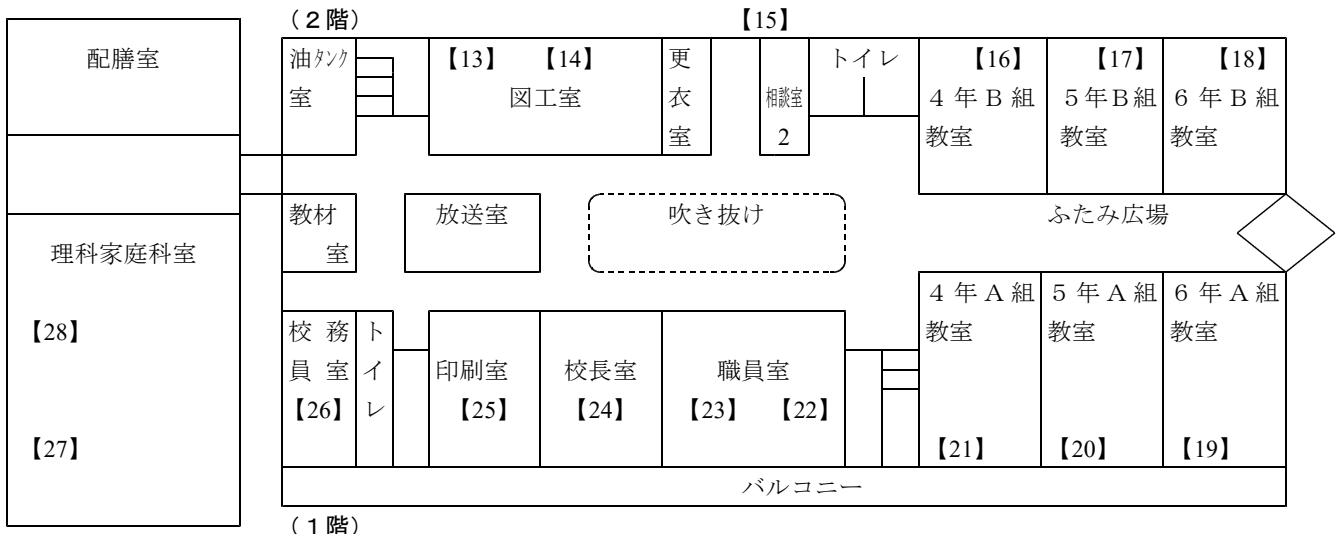 (2階)
【15】
配膳室
油タンク
室
【13】
【14】
図工室
更
衣
室
相談室
2
トイレ
【16】
4年B組
教室
【17】
5年B組
教室
【18】
6年B組
教室
教材
室
放送室
吹き抜け
ふたみ広場
理科家庭科室
【28】
【27】
校務
員室
【26】
ト
イ
レ
印刷室
【25】
校長室
【24】
職員室
【23】
【22】
4年A組
教室
【21】
5年A組
教室
【20】
6年A組
教室
【19】
バルコニー
(1階)